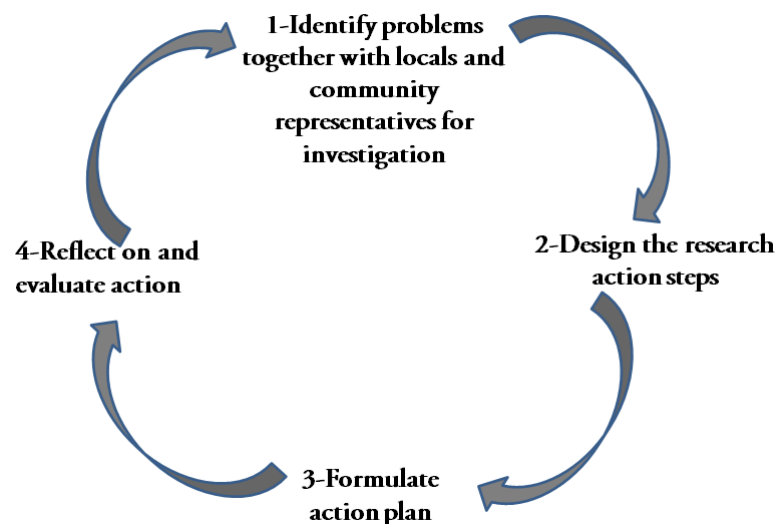 1-Identify problems
together with locals and
community
representatives for
investigation
2-Design the research
action steps
3-Formulate
action plan
4-Reflect on and
evaluate action